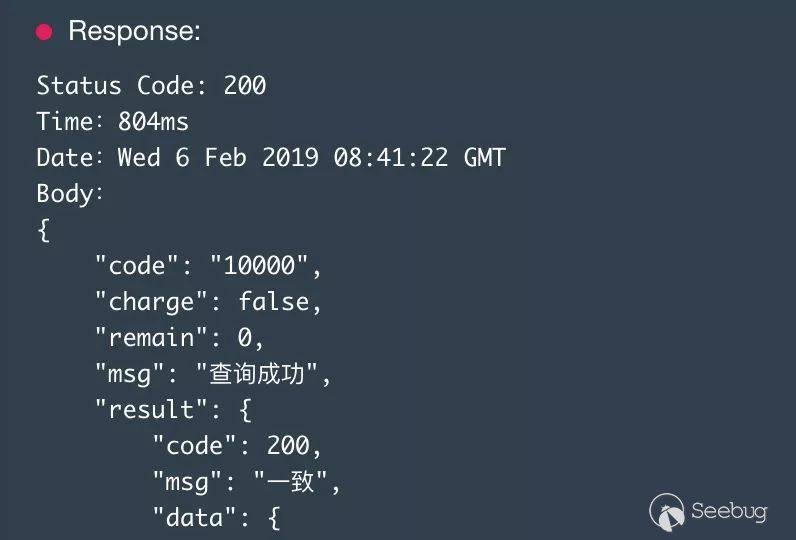 Response:
Status Code: 200
Time: 804ms
Date: Wed 6 Feb 2019 08:41:22 GMT
Body:
{
    "code": "10000",
    "charge": false,
    "remain": 0,
    "msg": "查询成功",
    "result": {
        "code": 200,
        "msg": "一致",
        "data": {
Seebug